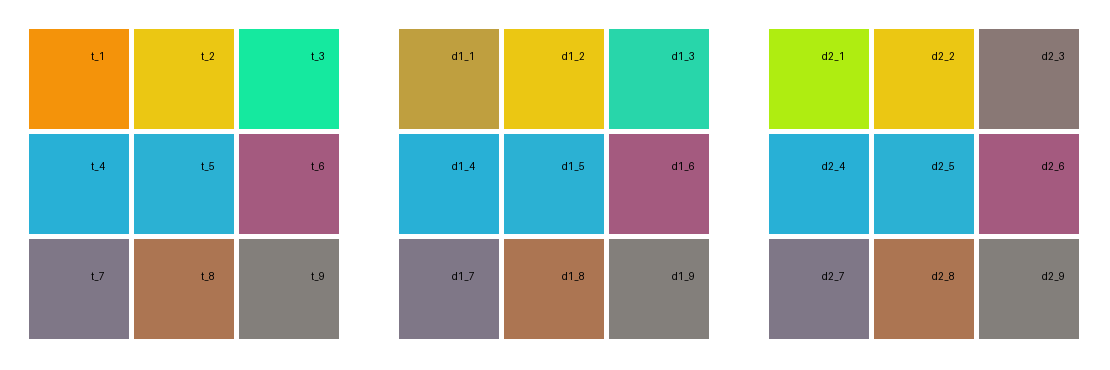 t_1 t_2 t_3 d1_1 d1_2 d1_3 d2_1 d2_2 d2_3
t_4 t_5 t_6 d1_4 d1_5 d1_6 d2_4 d2_5 d2_6
t_7 t_8 t_9 d1_7 d1_8 d1_9 d2_7 d2_8 d2_9